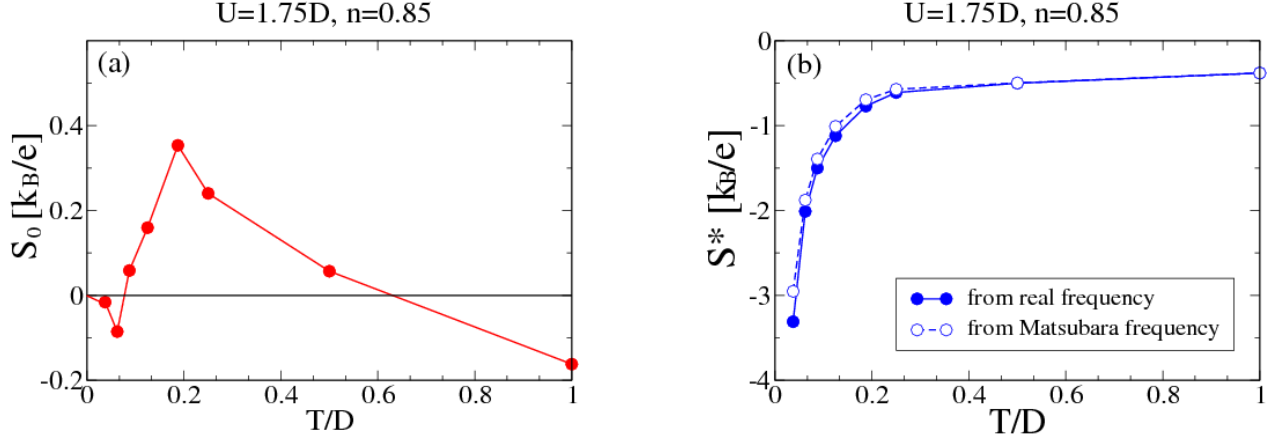 U=1.75D, n=0.85
(a)
S₀ [k_B/e]
0.4
0.2
0
-0.2
0
0.2
0.4
0.6
0.8
1
T/D
U=1.75D, n=0.85
(b)
S* [k_B/e]
0
-1
-2
-3
-4
from real frequency
from Matsubara frequency
0
0.2
0.4
0.6
0.8
1
T/D